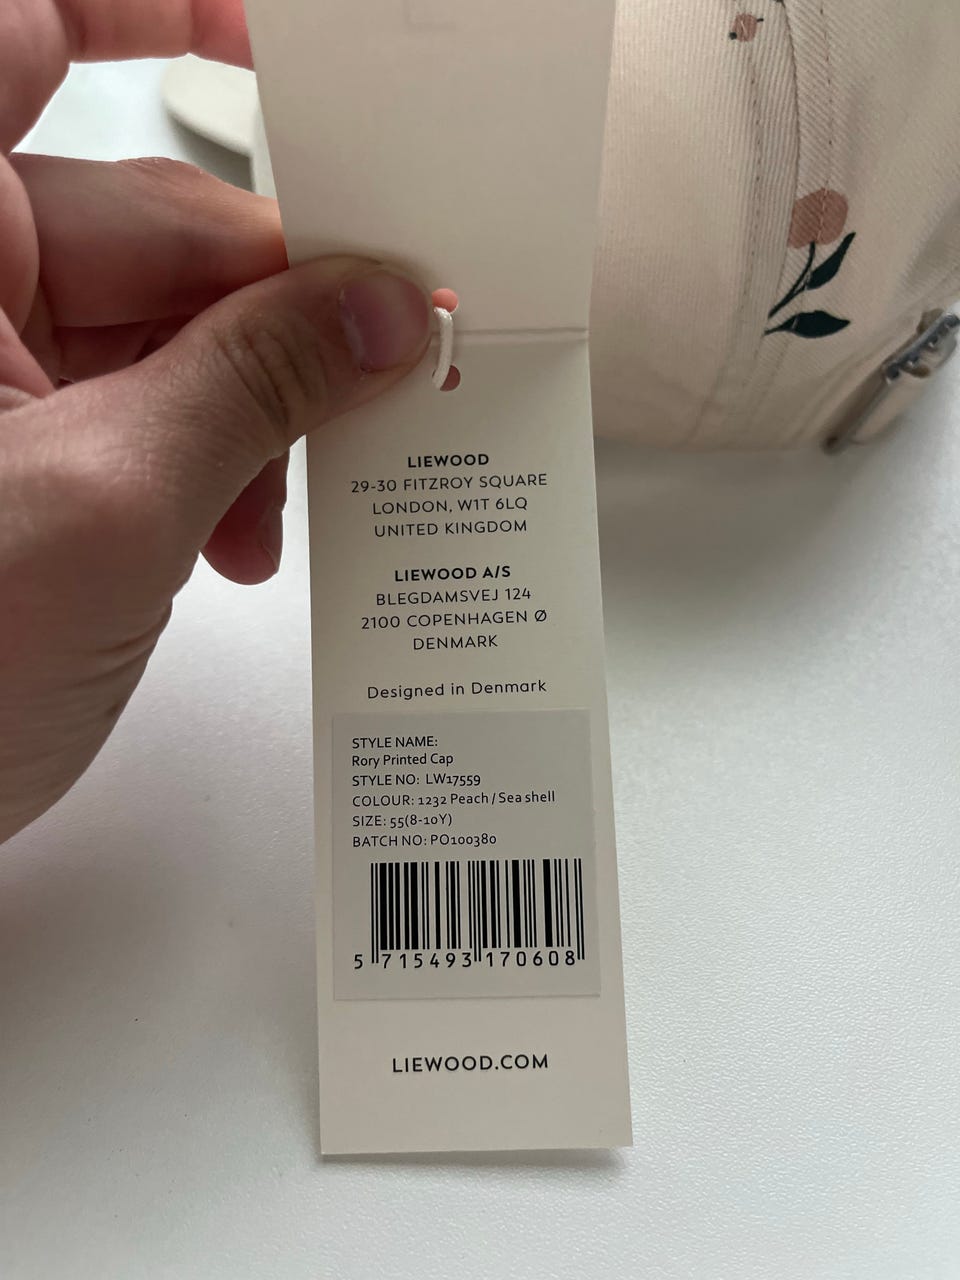 LIEWOOD
29-30 FITZROY SQUARE
LONDON, W1T 6LQ
UNITED KINGDOM
LIEWOOD A/S
BLEGDAMSVEJ 124
2100 COPENHAGEN Ø
DENMARK
Designed in Denmark
STYLE NAME:
Rory Printed Cap
STYLE NO: LW17559
COLOUR: 1232 Peach / Sea shell
SIZE: 55(8-10Y)
BATCH NO: PO100380
5 715493 170608
LIEWOOD.COM